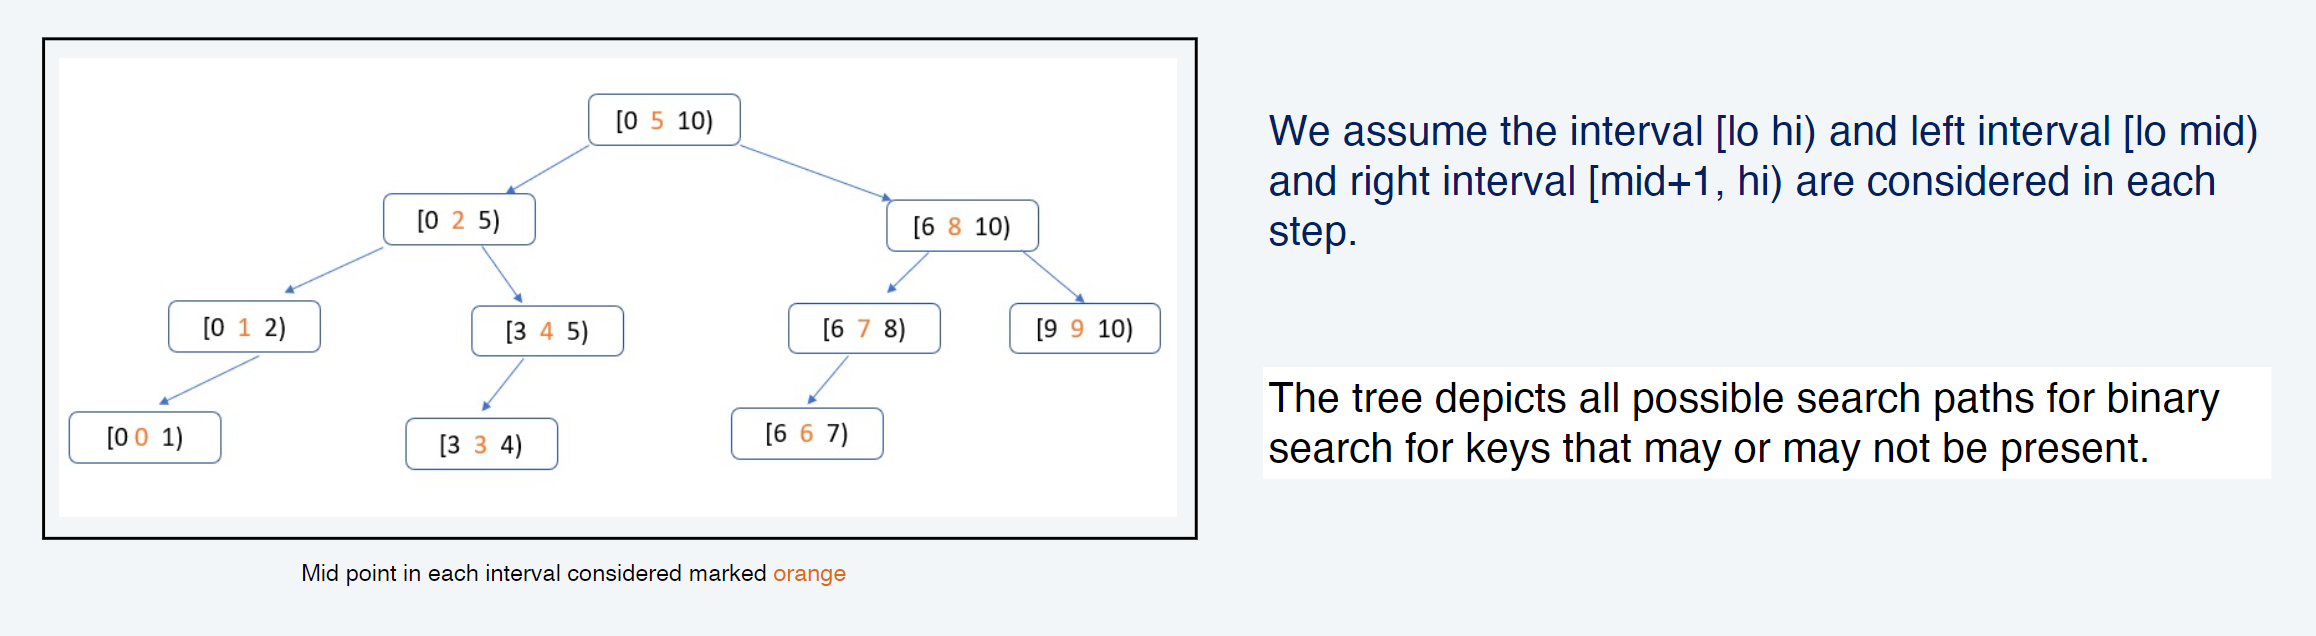 [0 5 10)
[0 2 5)
[6 8 10)
[0 1 2)
[3 4 5)
[6 7 8)
[9 9 10)
[0 0 1)
[3 3 4)
[6 6 7)
Mid point in each interval considered marked orange
We assume the interval [lo hi) and left interval [lo mid)
and right interval [mid+1, hi) are considered in each
step.
The tree depicts all possible search paths for binary
search for keys that may or may not be present.